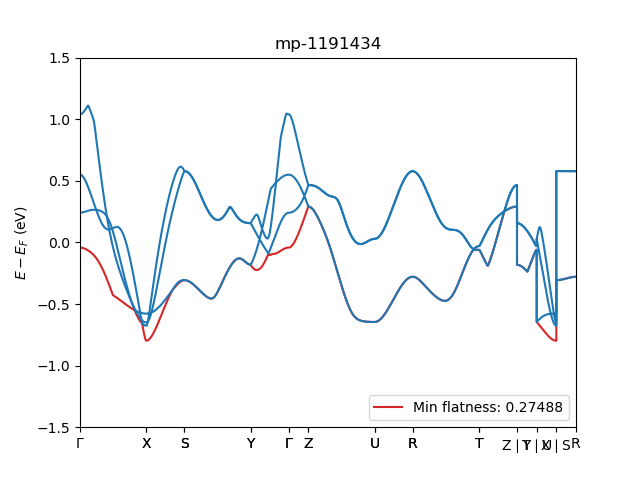 mp-1191434
E − E_F (eV)
1.5
1.0
0.5
0.0
−0.5
−1.0
−1.5
Min flatness: 0.27488
Γ X S Y Γ Z U R T Z | Y | X | S R